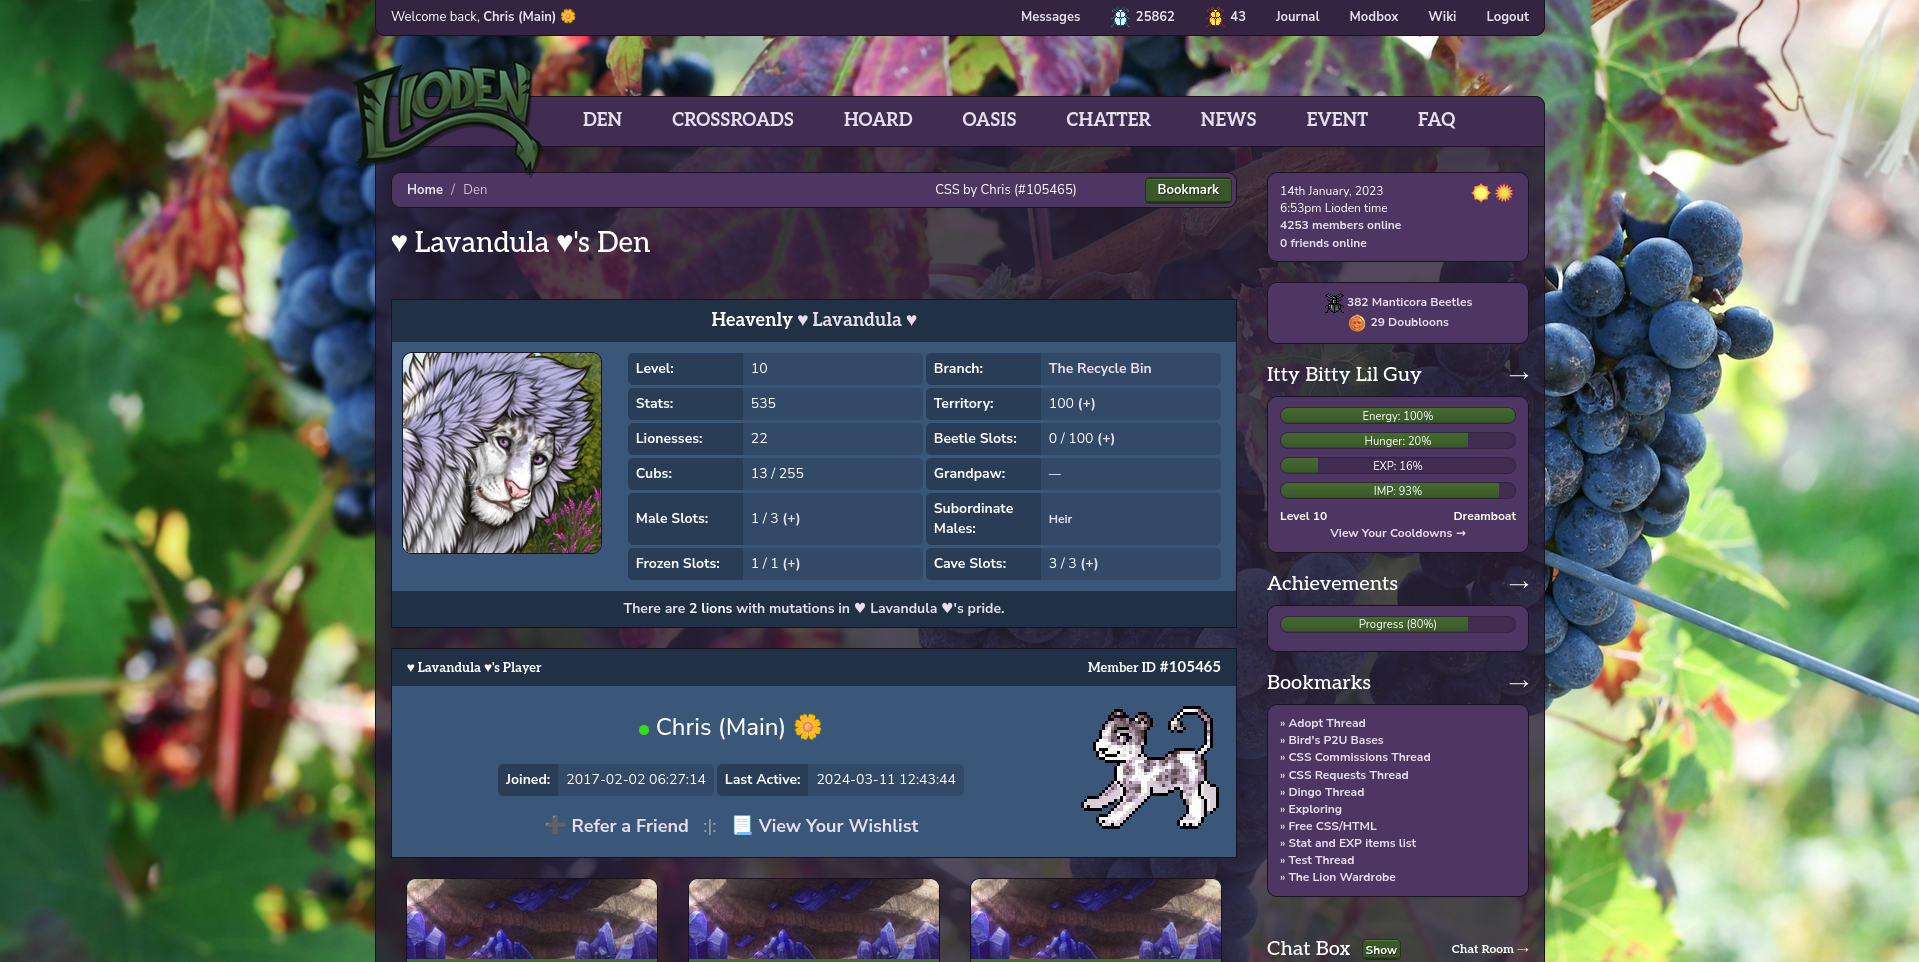 Welcome back, Chris (Main) 🌼
Messages
25862
43
Journal
Modbox
Wiki
Logout
LIODEN
DEN
CROSSROADS
HOARD
OASIS
CHATTER
NEWS
EVENT
FAQ
Home / Den
CSS by Chris (#105465)
Bookmark
♥ Lavandula ♥'s Den
Heavenly ♥ Lavandula ♥
Level: 10
Branch: The Recycle Bin
Stats: 535
Territory: 100 (+)
Lionesses: 22
Beetle Slots: 0 / 100 (+)
Cubs: 13 / 255
Grandpaw: —
Male Slots: 1 / 3 (+)
Subordinate
Males: Heir
Frozen Slots: 1 / 1 (+)
Cave Slots: 3 / 3 (+)
There are 2 lions with mutations in ♥ Lavandula ♥'s pride.
♥ Lavandula ♥'s Player
Member ID #105465
Chris (Main) 🌼
Joined: 2017-02-02 06:27:14
Last Active: 2024-03-11 12:43:44
➕ Refer a Friend :|: 📃 View Your Wishlist
14th January, 2023
6:53pm Lioden time
4253 members online
0 friends online
382 Manticora Beetles
29 Doubloons
Itty Bitty Lil Guy →
Energy: 100%
Hunger: 20%
EXP: 16%
IMP: 93%
Level 10
Dreamboat
View Your Cooldowns →
Achievements →
Progress (80%)
Bookmarks →
» Adopt Thread
» Bird's P2U Bases
» CSS Commissions Thread
» CSS Requests Thread
» Dingo Thread
» Exploring
» Free CSS/HTML
» Stat and EXP items list
» Test Thread
» The Lion Wardrobe
Chat Box
Show
Chat Room →